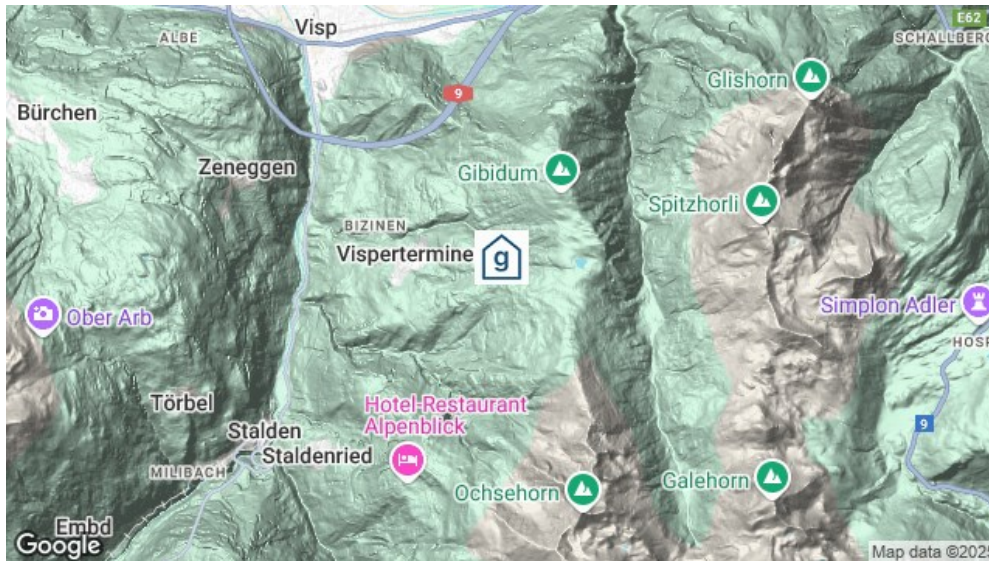 Visp
E62
ALBE
SCHALLBERG
Glishorn
9
Bürchen
Zeneggen
Gibidum
Spitzhorli
BIZINEN
Vispertermine
g
Simplon Adler
Ober Arb
HOSP
Törbel
Hotel-Restaurant
Alpenblick
9
Stalden
Staldenried
MILIBACH
Ochsehorn
Galehorn
Embd
Google
Map data ©2025